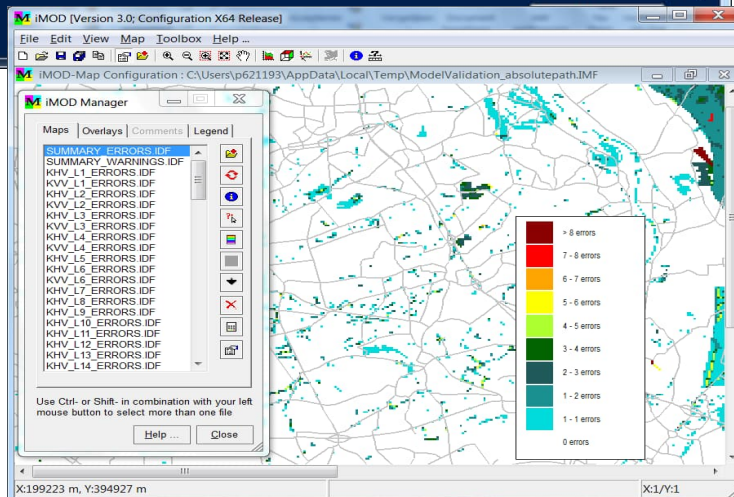 iMOD [Version 3.0; Configuration X64 Release]
File Edit View Map Toolbox Help ...
iMOD-Map Configuration : C:\Users\p621193\AppData\Local\Temp\ModelValidation_absolutepath.IMF
iMOD Manager
Maps Overlays Comments Legend
SUMMARY_ERRORS.IDF
SUMMARY_WARNINGS.IDF
KHV_L1_ERRORS.IDF
KVV_L1_ERRORS.IDF
KHV_L2_ERRORS.IDF
KVV_L2_ERRORS.IDF
KHV_L3_ERRORS.IDF
KVV_L3_ERRORS.IDF
KHV_L4_ERRORS.IDF
KVV_L4_ERRORS.IDF
KHV_L5_ERRORS.IDF
KHV_L6_ERRORS.IDF
KVV_L6_ERRORS.IDF
KHV_L7_ERRORS.IDF
KHV_L8_ERRORS.IDF
KHV_L9_ERRORS.IDF
KHV_L10_ERRORS.IDF
KHV_L11_ERRORS.IDF
KHV_L12_ERRORS.IDF
KHV_L13_ERRORS.IDF
KHV_L14_ERRORS.IDF
Use Ctrl- or Shift- in combination with your left
mouse button to select more than one file
Help ... Close
> 8 errors
7 - 8 errors
6 - 7 errors
5 - 6 errors
4 - 5 errors
3 - 4 errors
2 - 3 errors
1 - 2 errors
1 - 1 errors
0 errors
X:199223 m, Y:394927 m
X:1/Y:1